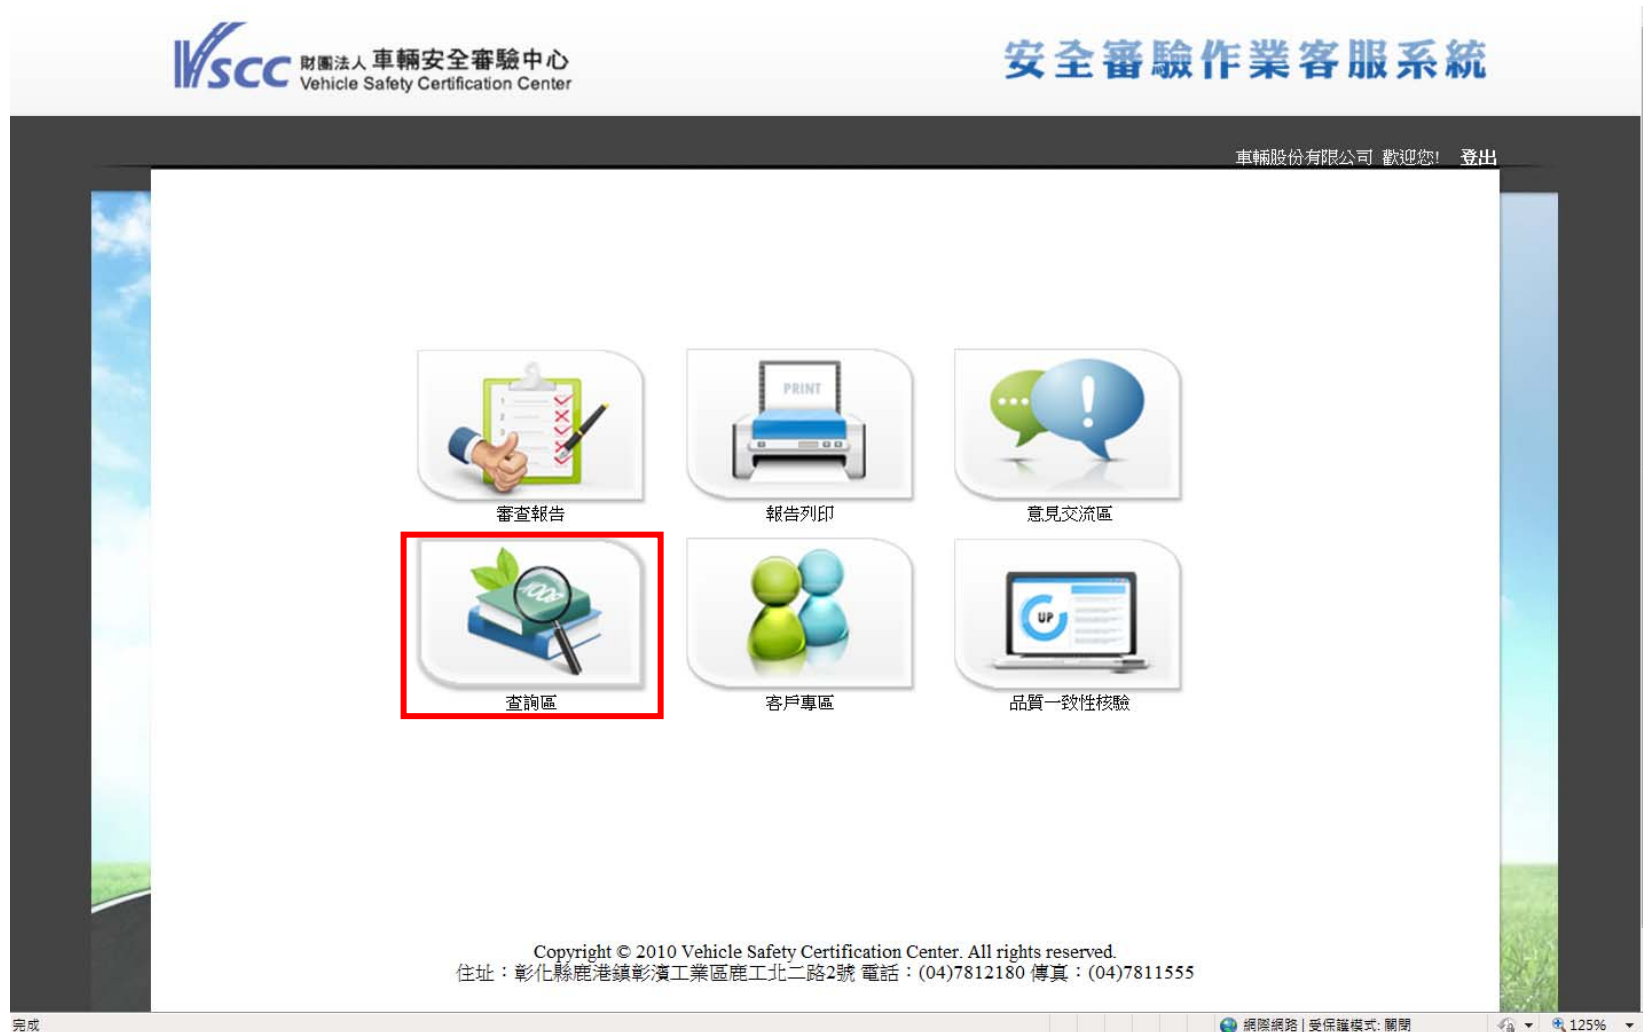 VSCC 財團法人 車輛安全審驗中心
Vehicle Safety Certification Center
安全審驗作業客服系統
車輛股份有限公司 歡迎您! 登出
1
2
3
PRINT
審查報告
報告列印
意見交流區
BOOK
UP
查詢區
客戶專區
品質一致性核驗
Copyright © 2010 Vehicle Safety Certification Center. All rights reserved.
住址：彰化縣鹿港鎮彰濱工業區鹿工北二路2號 電話：(04)7812180 傳真：(04)7811555
完成
網際網路 | 受保護模式: 關閉
125%